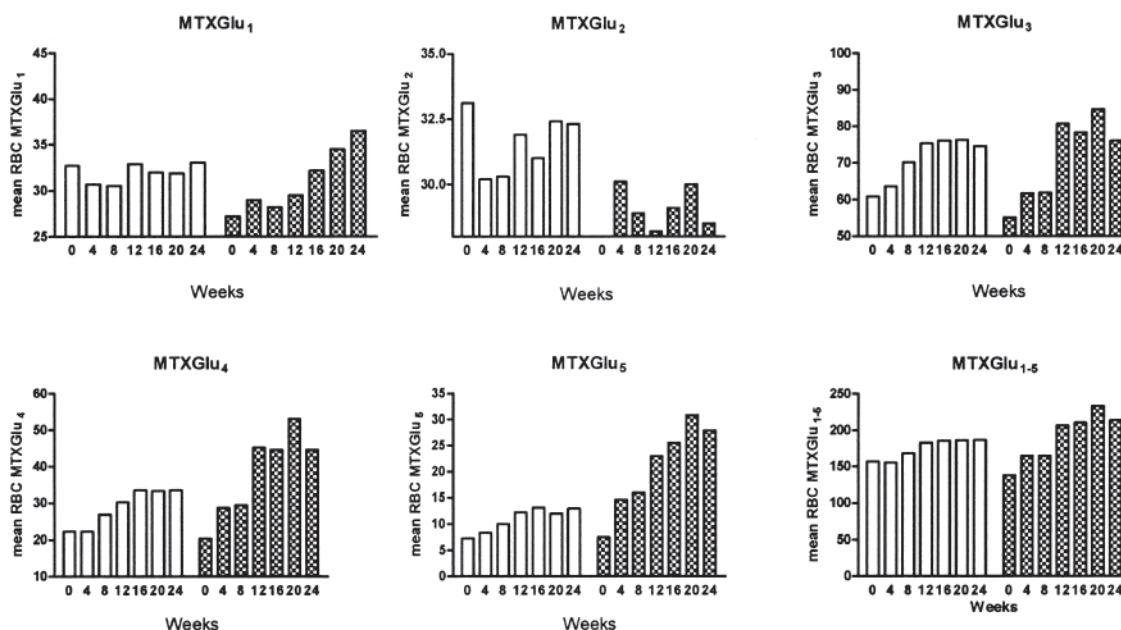 MTXGlu1
mean RBC MTXGlu 1
45
40
35
30
25
0 4 8 12 16 20 24 0 4 8 12 16 20 24
Weeks
MTXGlu2
mean RBC MTXGlu 2
35.0
32.5
30.0
0 4 8 12 16 20 24 0 4 8 12 16 20 24
Weeks
MTXGlu3
mean RBC MTXGlu 3
100
90
80
70
60
50
0 4 8 12 16 20 24 0 4 8 12 16 20 24
Weeks
MTXGlu4
mean RBC MTXGlu 4
60
50
40
30
20
10
0 4 8 12 16 20 24 0 4 8 12 16 20 24
Weeks
MTXGlu5
mean RBC MTXGlu 5
35
30
25
20
15
10
5
0
0 4 8 12 16 20 24 0 4 8 12 16 20 24
Weeks
MTXGlu1-5
mean RBC MTXGlu 1-5
250
200
150
100
50
0
0 4 8 12 16 20 24 0 4 8 12 16 20 24
Weeks